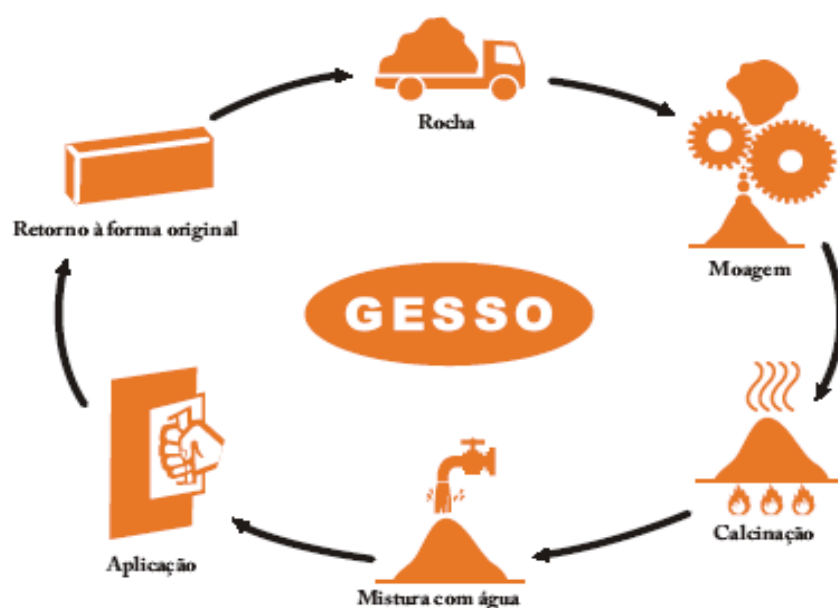 Rocha
Moagem
Calcinação
Mistura com água
Aplicação
Retorno à forma original
GESSO